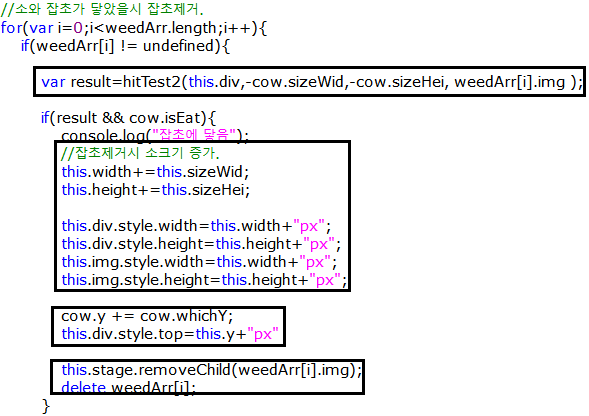 //소와 잡초가 닿았을시 잡초제거.
for(var i=0;i<weedArr.length;i++){
if(weedArr[i] != undefined){
var result=hitTest2(this.div,-cow.sizeWid,-cow.sizeHei, weedArr[i].img );
if(result && cow.isEat){
console.log("잡초에 닿음");
//잡초제거시 소크기 증가.
this.width+=this.sizeWid;
this.height+=this.sizeHei;
this.div.style.width=this.width+"px";
this.div.style.height=this.height+"px";
this.img.style.width=this.width+"px";
this.img.style.height=this.height+"px";
cow.y += cow.whichY;
this.div.style.top=this.y+"px"
this.stage.removeChild(weedArr[i].img);
delete weedArr[i];
}